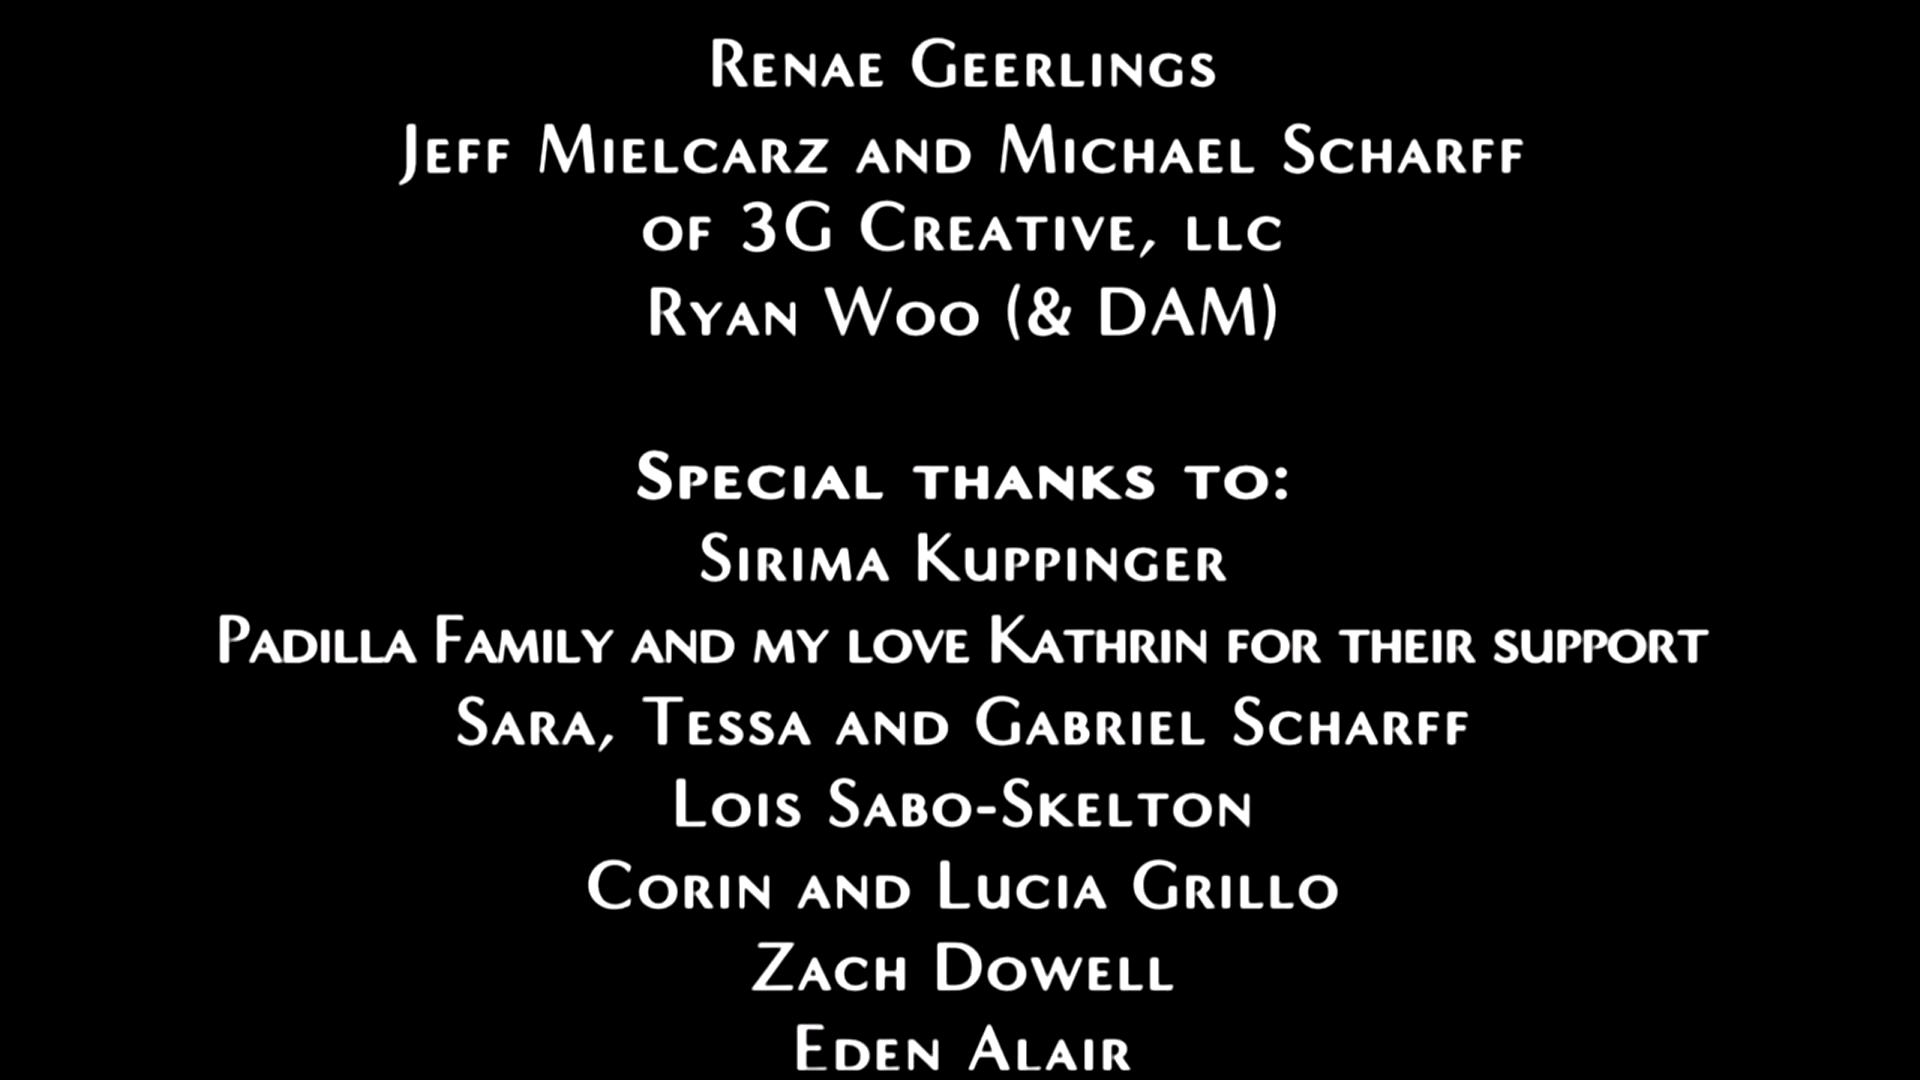 Renae Geerlings
Jeff Mielcarz and Michael Scharff
of 3G Creative, llc
Ryan Woo (& DAM)
Special thanks to:
Sirima Kuppinger
Padilla Family and my love Kathrin for their support
Sara, Tessa and Gabriel Scharff
Lois Sabo-Skelton
Corin and Lucia Grillo
Zach Dowell
Eden Alair